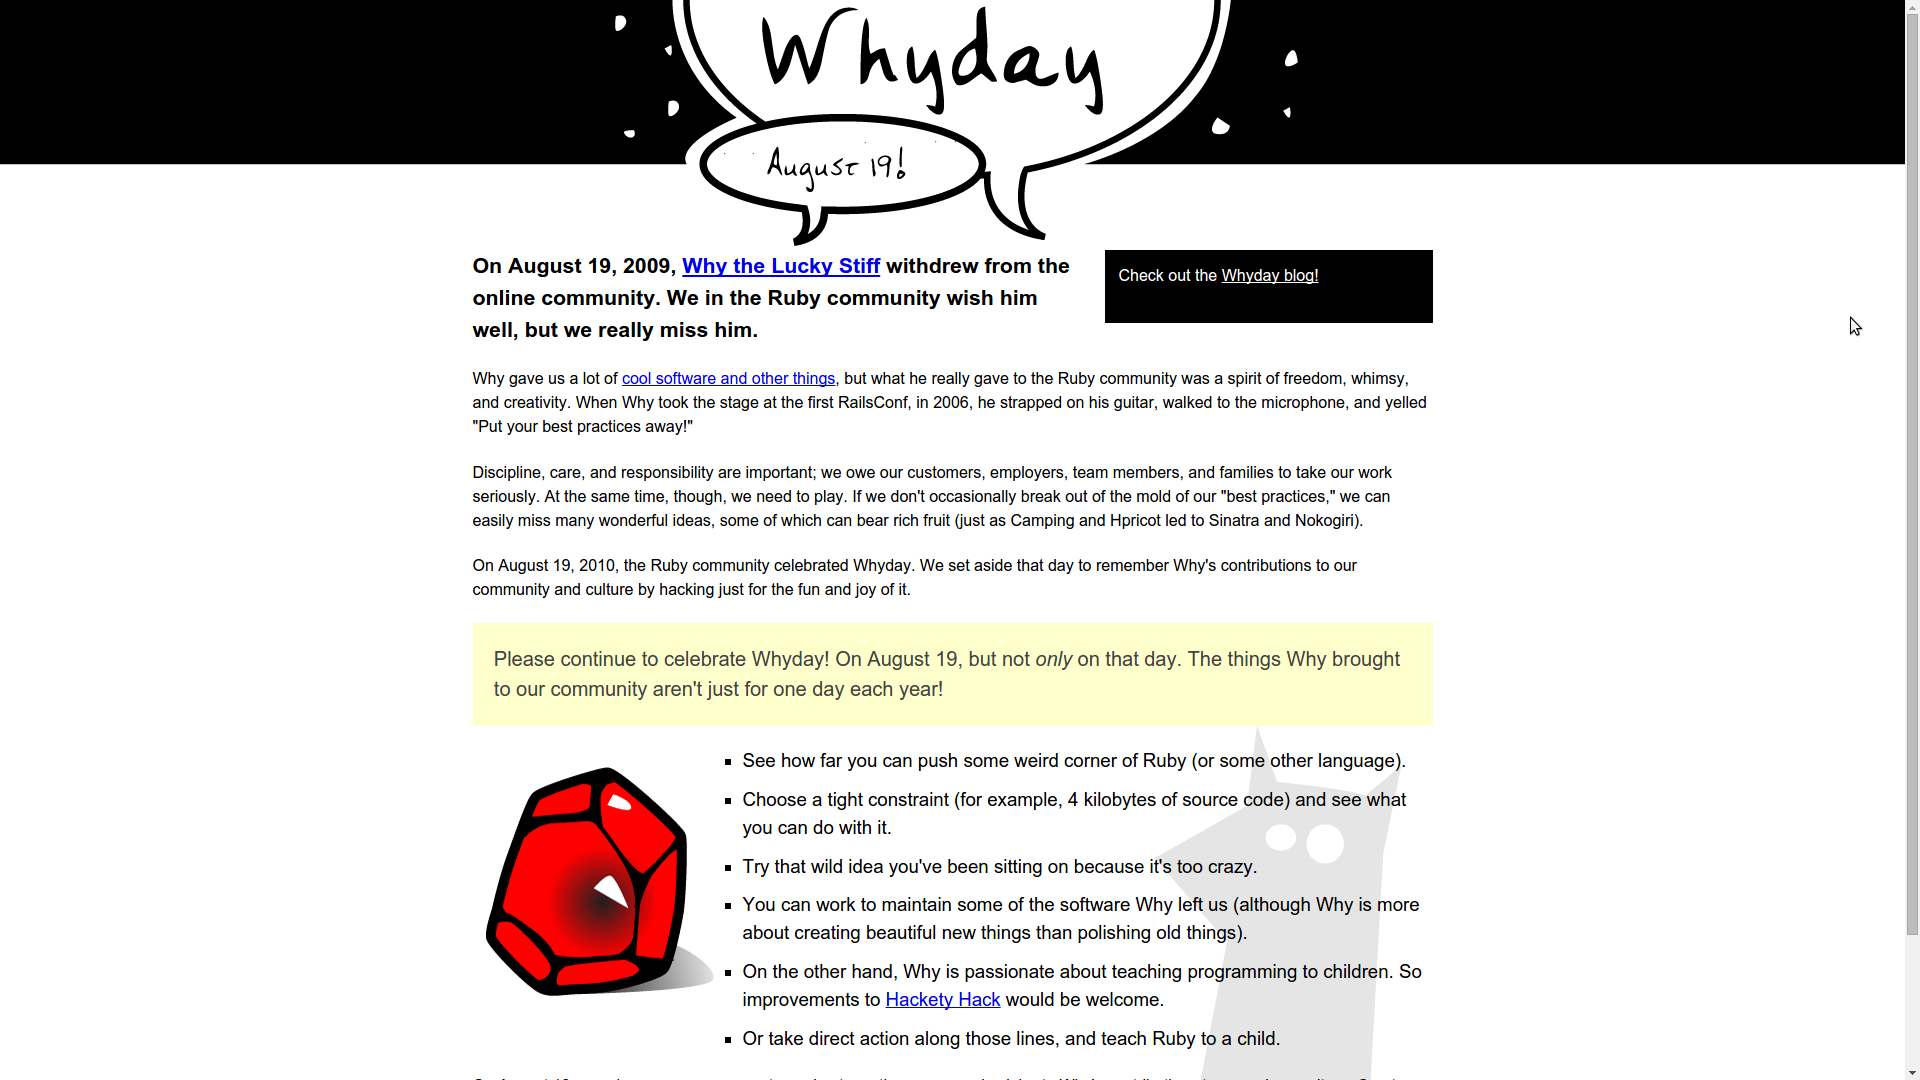 Whyday
August 19!
On August 19, 2009, Why the Lucky Stiff withdrew from the
online community. We in the Ruby community wish him
well, but we really miss him.
Check out the Whyday blog!
Why gave us a lot of cool software and other things, but what he really gave to the Ruby community was a spirit of freedom, whimsy,
and creativity. When Why took the stage at the first RailsConf, in 2006, he strapped on his guitar, walked to the microphone, and yelled
"Put your best practices away!"
Discipline, care, and responsibility are important; we owe our customers, employers, team members, and families to take our work
seriously. At the same time, though, we need to play. If we don't occasionally break out of the mold of our "best practices," we can
easily miss many wonderful ideas, some of which can bear rich fruit (just as Camping and Hpricot led to Sinatra and Nokogiri).
On August 19, 2010, the Ruby community celebrated Whyday. We set aside that day to remember Why's contributions to our
community and culture by hacking just for the fun and joy of it.
Please continue to celebrate Whyday! On August 19, but not only on that day. The things Why brought
to our community aren't just for one day each year!
See how far you can push some weird corner of Ruby (or some other language).
Choose a tight constraint (for example, 4 kilobytes of source code) and see what
you can do with it.
Try that wild idea you've been sitting on because it's too crazy.
You can work to maintain some of the software Why left us (although Why is more
about creating beautiful new things than polishing old things).
On the other hand, Why is passionate about teaching programming to children. So
improvements to Hackety Hack would be welcome.
Or take direct action along those lines, and teach Ruby to a child.